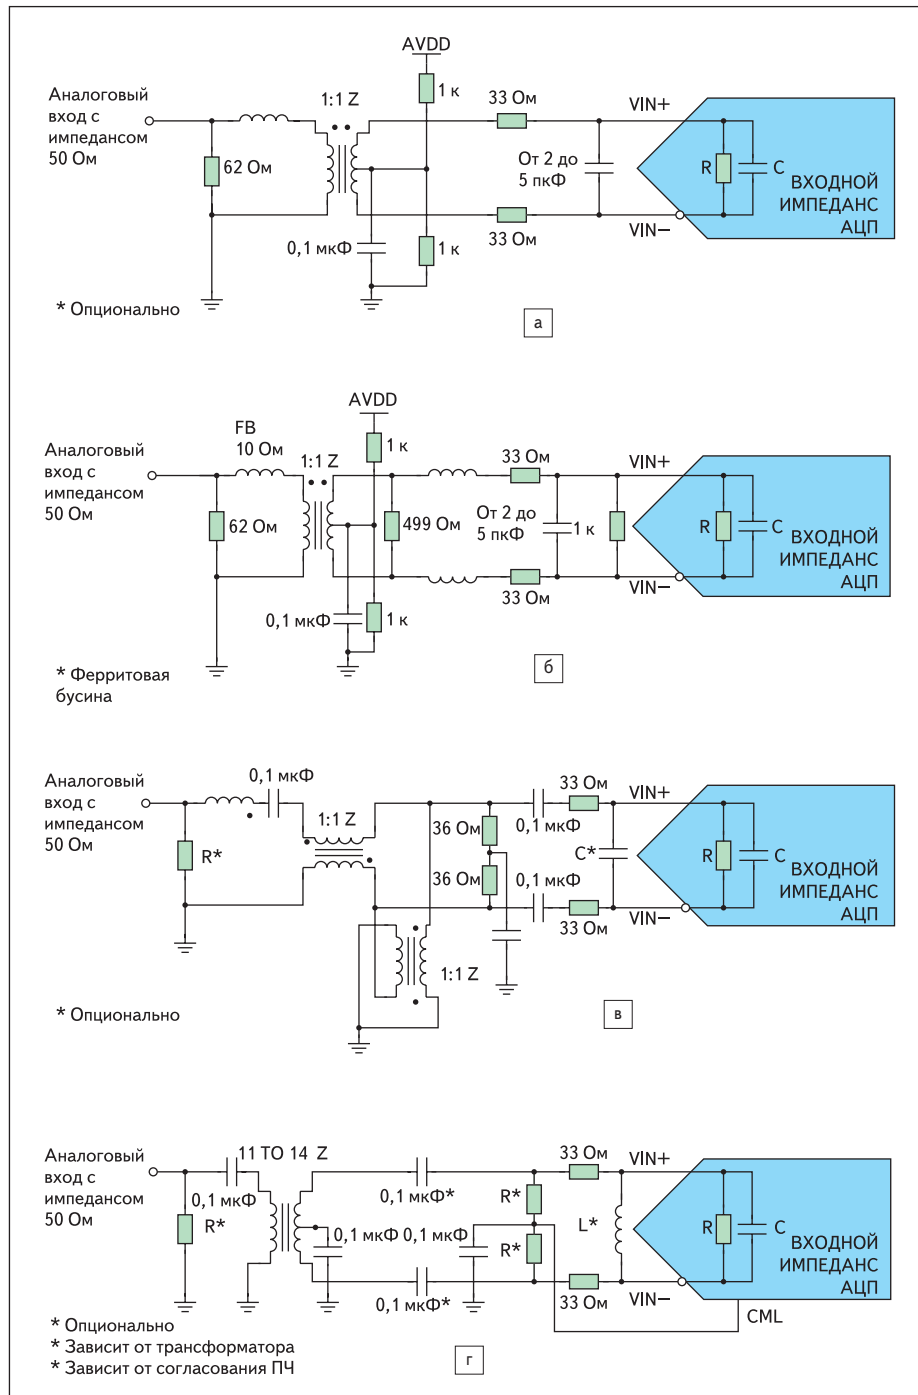 AVDD
Аналоговый
вход с
импедансом
50 Ом
1:1 Z
1 к
33 Ом
VIN+
62 Ом
От 2 до
5 пкФ
R
C
ВХОДНОЙ
ИМПЕДАНС
АЦП
VIN−
33 Ом
0,1 мкФ
1 к
* Опционально
а
AVDD
FB
10 Ом
Аналоговый
вход с
импедансом
50 Ом
1:1 Z
1 к
33 Ом
VIN+
62 Ом
499 Ом
От 2 до
5 пкФ
1 к
R
C
ВХОДНОЙ
ИМПЕДАНС
АЦП
VIN−
33 Ом
0,1 мкФ
1 к
* Ферритовая
бусина
б
Аналоговый
вход с
импедансом
50 Ом
0,1 мкФ
1:1 Z
33 Ом
VIN+
0,1 мкФ
36 Ом
R*
C*
R
C
36 Ом
0,1 мкФ
ВХОДНОЙ
ИМПЕДАНС
АЦП
VIN−
33 Ом
1:1 Z
* Опционально
в
Аналоговый
вход с
импедансом
50 Ом
11 TO 14 Z
33 Ом
VIN+
0,1 мкФ
0,1 мкФ*
R*
R*
L*
R
C
0,1 мкФ
0,1 мкФ
R*
ВХОДНОЙ
ИМПЕДАНС
АЦП
0,1 мкФ*
33 Ом
VIN−
CML
* Опционально
* Зависит от трансформатора
* Зависит от согласования ПЧ
г